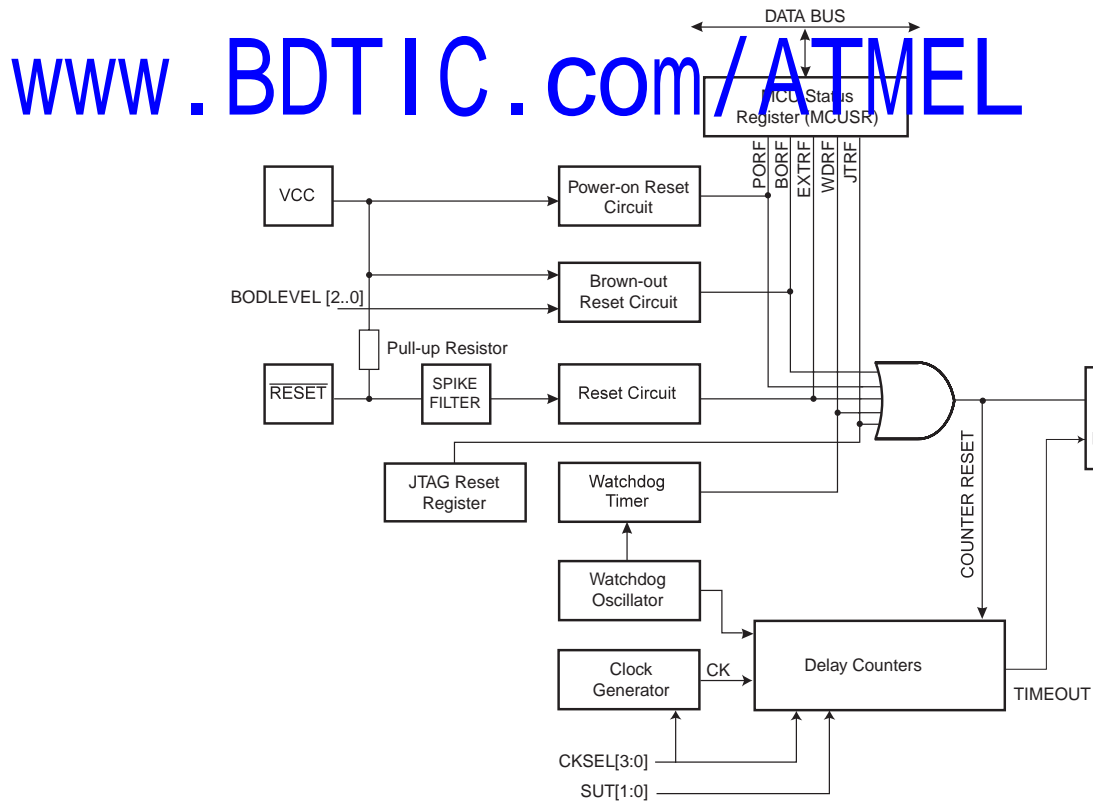 DATA BUS
www.BDTIC.com/ATMEL
MCU Status
Register (MCUSR)
PORF
BORF
EXTRF
WDRF
JTRF
VCC
Power-on Reset
Circuit
BODLEVEL [2..0]
Brown-out
Reset Circuit
Pull-up Resistor
RESET
SPIKE
FILTER
Reset Circuit
JTAG Reset
Register
Watchdog
Timer
COUNTER RESET
Watchdog
Oscillator
Clock
Generator
CK
Delay Counters
TIMEOUT
CKSEL[3:0]
SUT[1:0]